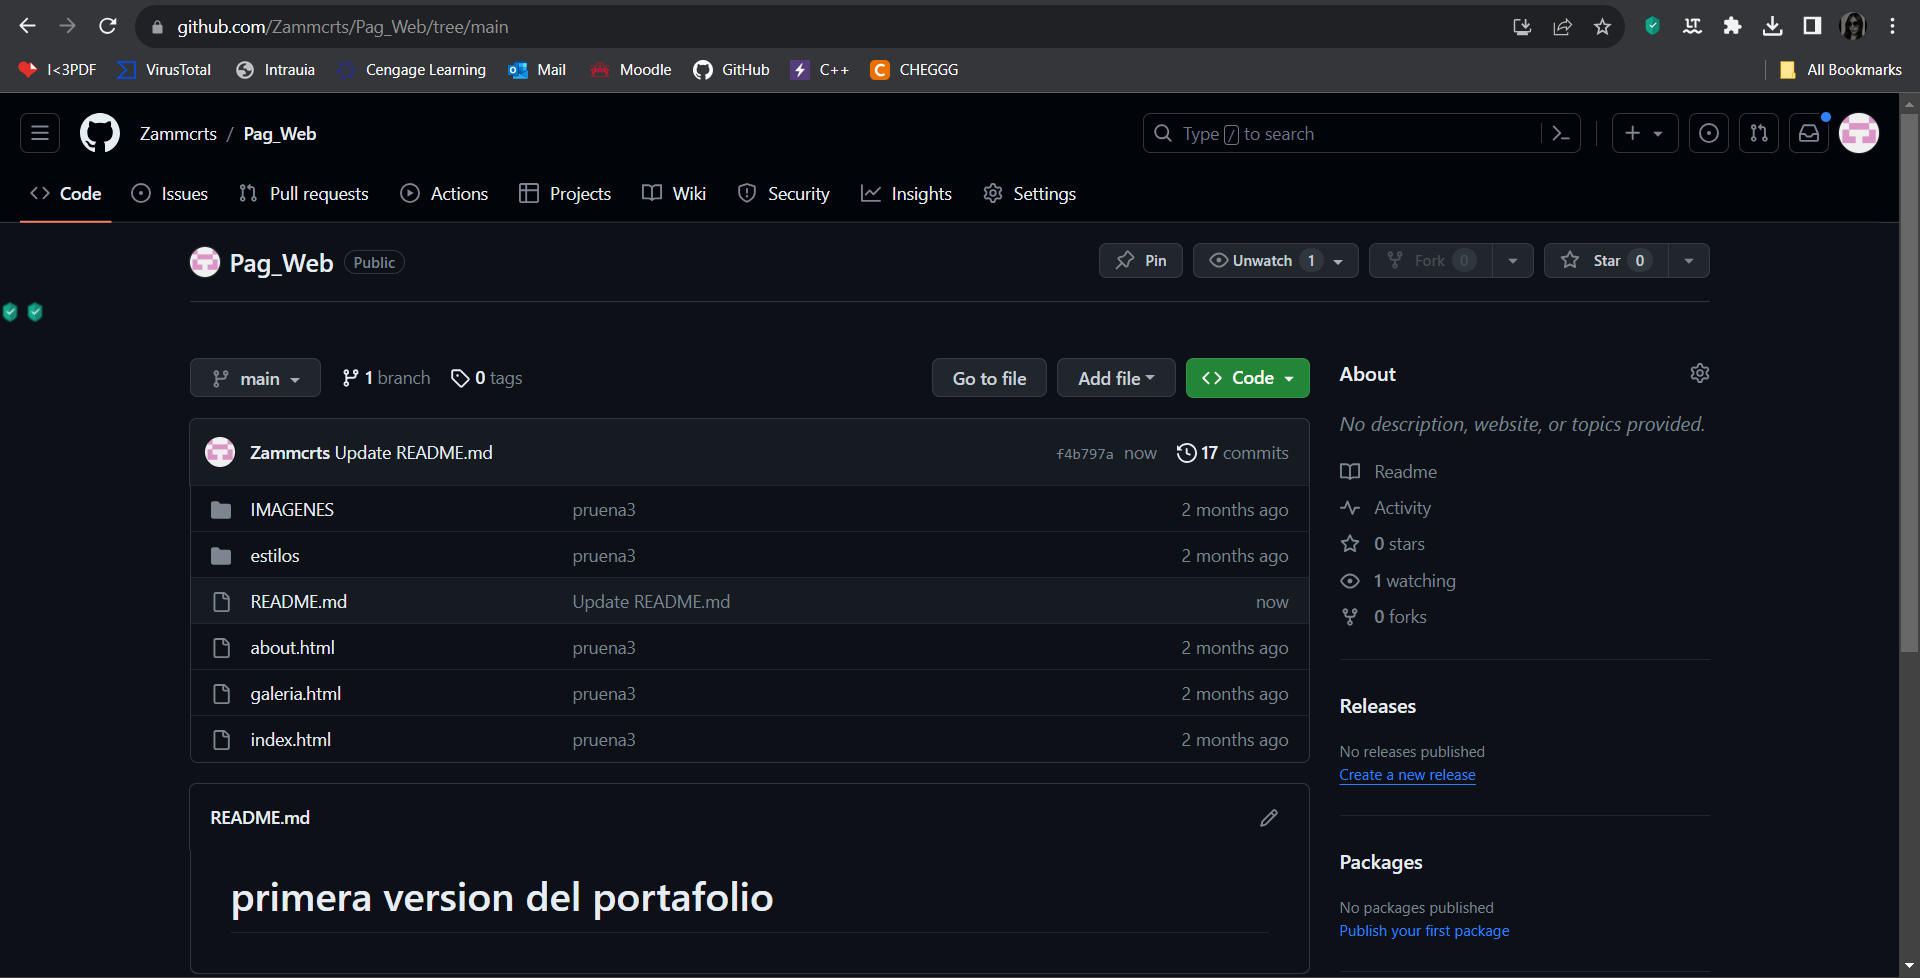 github.com/Zammcrts/Pag_Web/tree/main
I<3PDF VirusTotal Intrauia Cengage Learning Mail Moodle GitHub C++ CHEGGG All Bookmarks
Zammcrts / Pag_Web Type / to search
Code Issues Pull requests Actions Projects Wiki Security Insights Settings
Pag_Web Public Pin Unwatch 1 Fork 0 Star 0
main 1 branch 0 tags Go to file Add file Code
Zammcrts Update README.md f4b797a now 17 commits
IMAGENES pruena3 2 months ago
estilos pruena3 2 months ago
README.md Update README.md now
about.html pruena3 2 months ago
galeria.html pruena3 2 months ago
index.html pruena3 2 months ago
README.md
primera version del portafolio
About
No description, website, or topics provided.
Readme
Activity
0 stars
1 watching
0 forks
Releases
No releases published
Create a new release
Packages
No packages published
Publish your first package